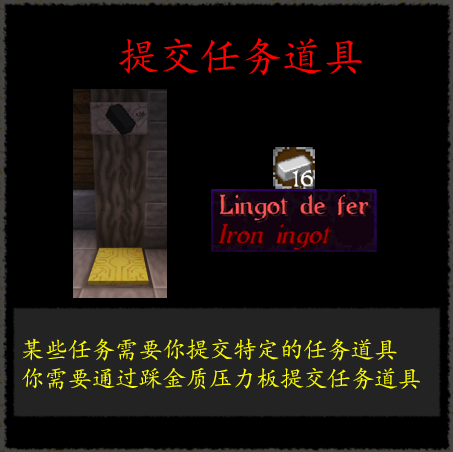 提交任务道具
16
Lingot de fer
Iron ingot
某些任务需要你提交特定的任务道具
你需要通过踩金质压力板提交任务道具